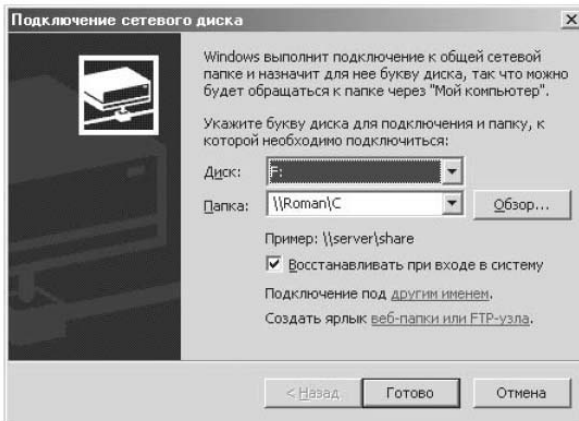 Подключение сетевого диска
Windows выполнит подключение к общей сетевой
папке и назначит для нее букву диска, так что можно
будет обращаться к папке через "Мой компьютер".
Укажите букву диска для подключения и папку, к
которой необходимо подключиться:
Диск: F:
Папка: \\Roman\C Обзор...
Пример: \\server\share
Восстанавливать при входе в систему
Подключение под другим именем.
Создать ярлык веб-папки или FTP-узла.
< Назад Готово Отмена